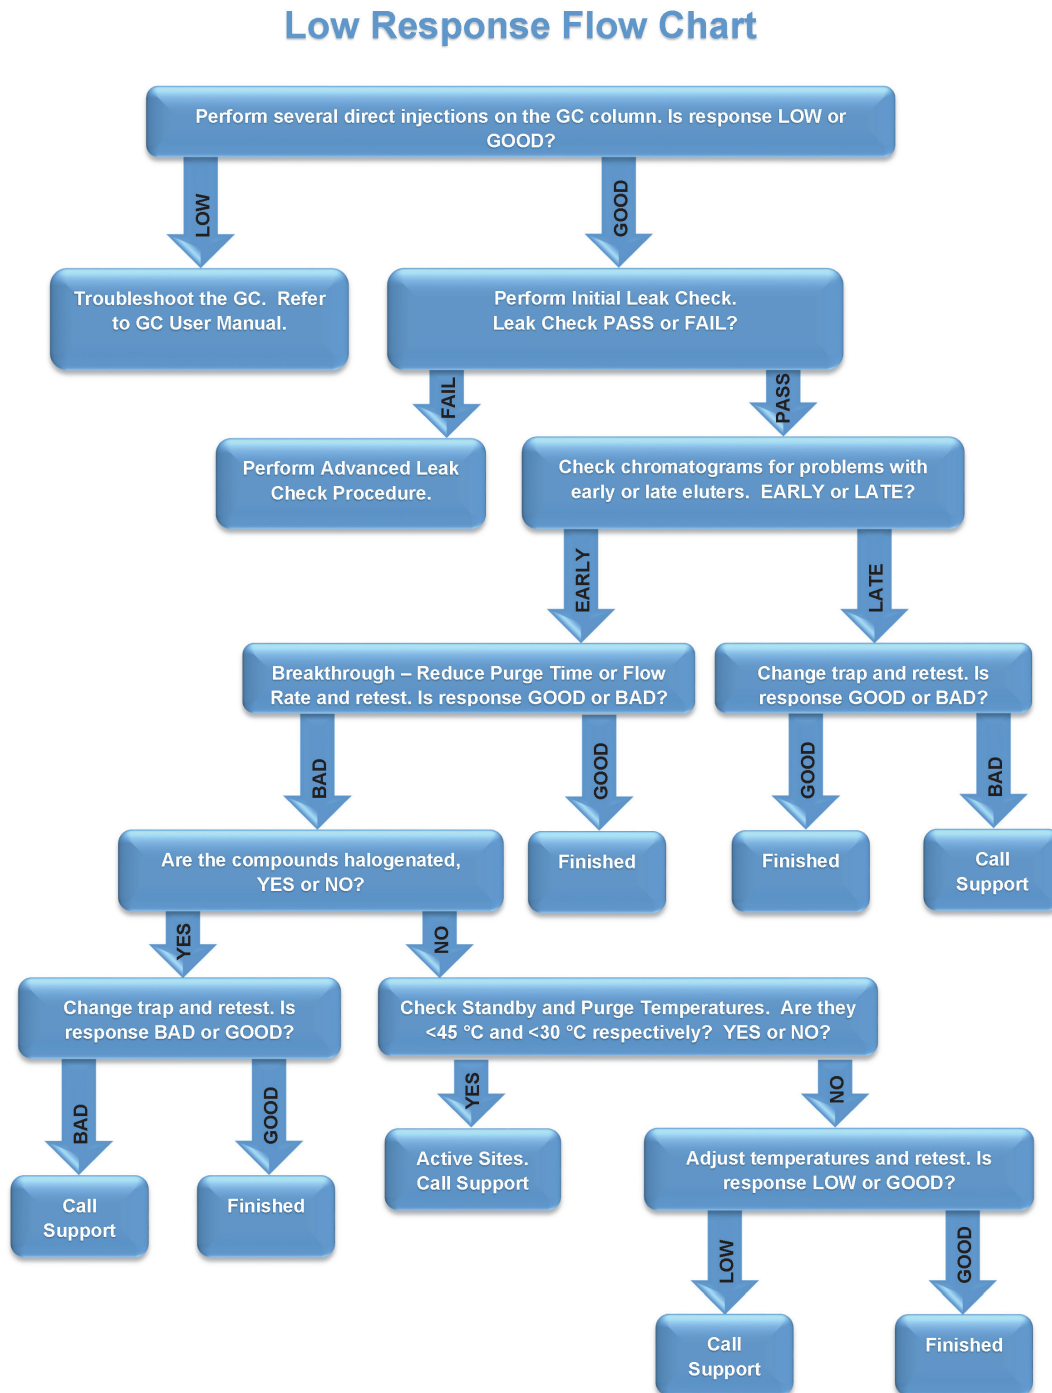 Low Response Flow Chart
Perform several direct injections on the GC column. Is response LOW or
GOOD?
LOW
GOOD
Troubleshoot the GC.  Refer
to GC User Manual.
Perform Initial Leak Check.
Leak Check PASS or FAIL?
FAIL
PASS
Perform Advanced Leak
Check Procedure.
Check chromatograms for problems with
early or late eluters.  EARLY or LATE?
EARLY
LATE
Breakthrough – Reduce Purge Time or Flow
Rate and retest. Is response GOOD or BAD?
Change trap and retest. Is
response GOOD or BAD?
BAD
GOOD
GOOD
BAD
Are the compounds halogenated,
YES or NO?
Finished
Finished
Call
Support
YES
NO
Change trap and retest. Is
response BAD or GOOD?
Check Standby and Purge Temperatures.  Are they
<45 °C and <30 °C respectively?  YES or NO?
BAD
GOOD
YES
NO
Call
Support
Finished
Active Sites.
Call Support
Adjust temperatures and retest. Is
response LOW or GOOD?
LOW
GOOD
Call
Support
Finished